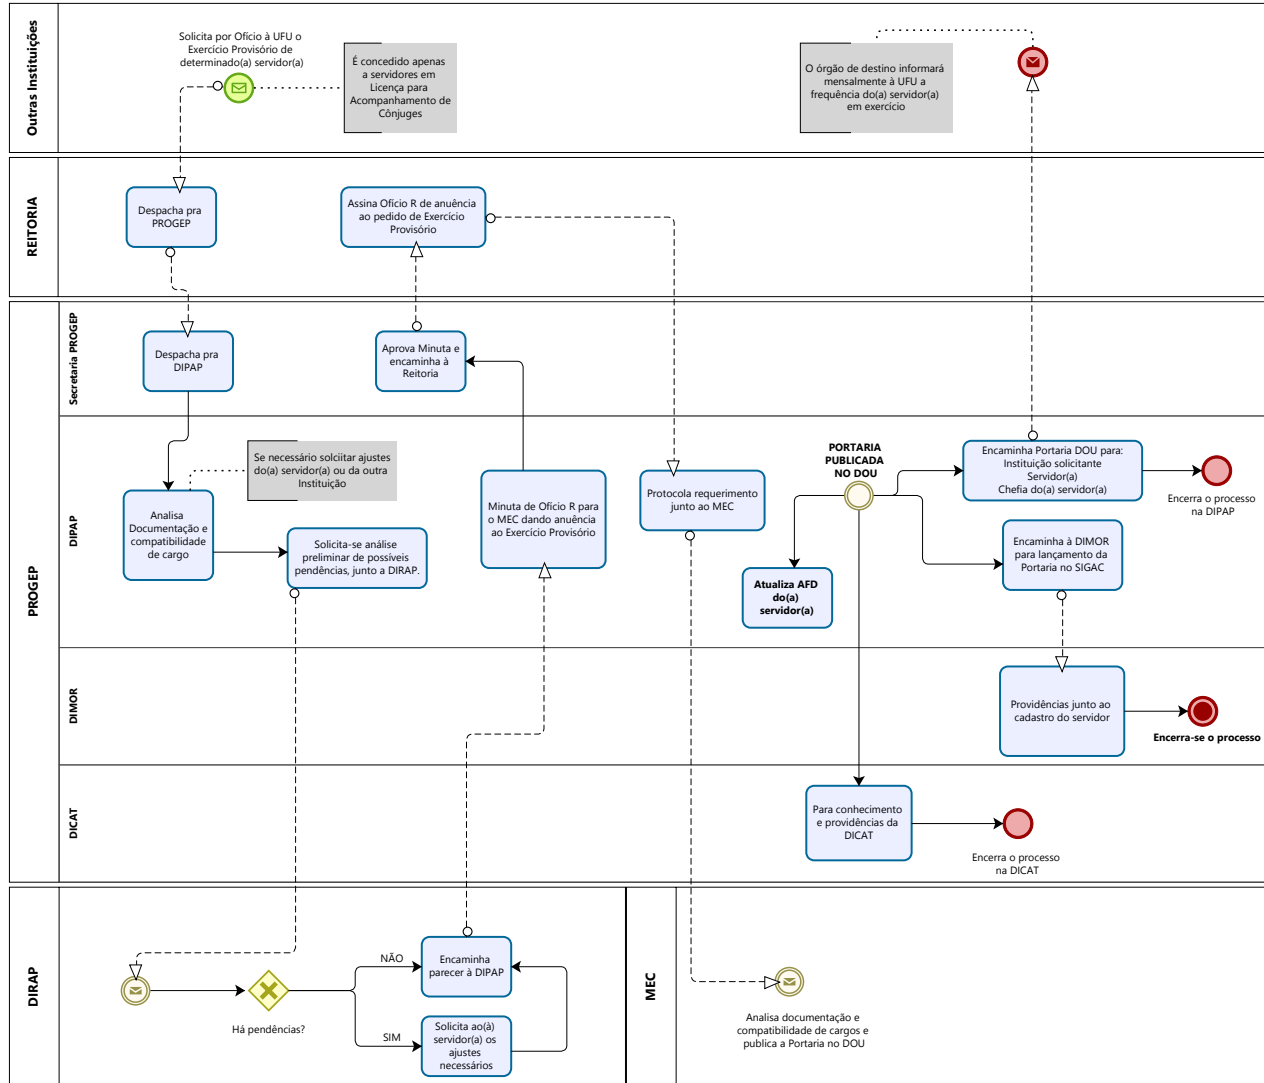 Outras Instituições
Solicita por Ofício à UFU o
Exercício Provisório de
determinado(a) servidor(a)
É concedido apenas
a servidores em
Licença para
Acompanhamento de
Cônjuges
O órgão de destino informará
mensalmente à UFU a
frequência do(a) servidor(a)
em exercício
REITORIA
Despacha pra
PROGEP
Assina Ofício R de anuência
ao pedido de Exercício
Provisório
PROGEP
Secretaria PROGEP
Despacha pra
DIPAP
Aprova Minuta e
encaminha à
Reitoria
DIPAP
Se necessário solciitar ajustes
do(a) servidor(a) ou da outra
Instituição
Analisa
Documentação e
compatibilidade
de cargo
Solicita-se análise
preliminar de possíveis
pendências, junto a DIRAP.
Minuta de Ofício R para
o MEC dando anuência
ao Exercício Provisório
Protocola requerimento
junto ao MEC
PORTARIA
PUBLICADA
NO DOU
Atualiza AFD
do(a)
servidor(a)
Encaminha Portaria DOU para:
Instituição solicitante
Servidor(a)
Chefia do(a) servidor(a)
Encerra o processo
na DIPAP
Encaminha à DIMOR
para lançamento da
Portaria no SIGAC
DIMOR
Providências junto ao
cadastro do servidor
Encerra-se o processo
DICAT
Para conhecimento
e providências da
DICAT
Encerra o processo
na DICAT
DIRAP
Há pendências?
NÃO
Encaminha
parecer à DIPAP
SIM
Solicita ao(à)
servidor(a) os
ajustes
necessários
MEC
Analisa documentação e
compatibilidade de cargos e
publica a Portaria no DOU